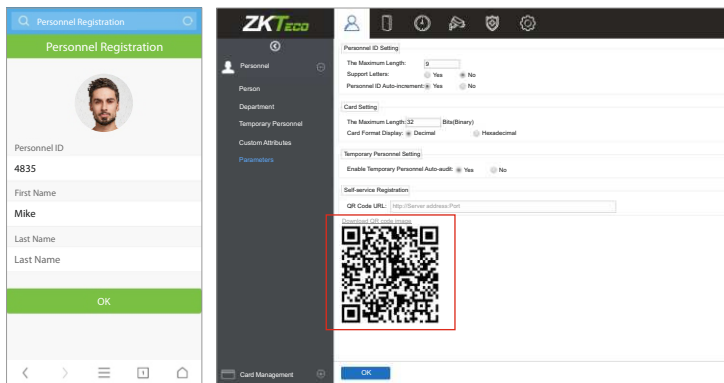 Personnel Registration
Personnel Registration
Personnel ID
4835
First Name
Mike
Last Name
Last Name
OK
1
ZKTeco
Personnel
Person
Department
Temporary Personnel
Custom Attributes
Parameters
Card Management
Personnel ID Setting
The Maximum Length: 9
Support Letters: Yes No
Personnel ID Auto-increment: Yes No
Card Setting
The Maximum Length: 32 Bits(Binary)
Card Format Display: Decimal Hexadecimal
Temporary Personnel Setting
Enable Temporary Personnel Auto-audit: Yes No
Self-service Registration
QR Code URL: http://Server address:Port
Download QR code image
OK